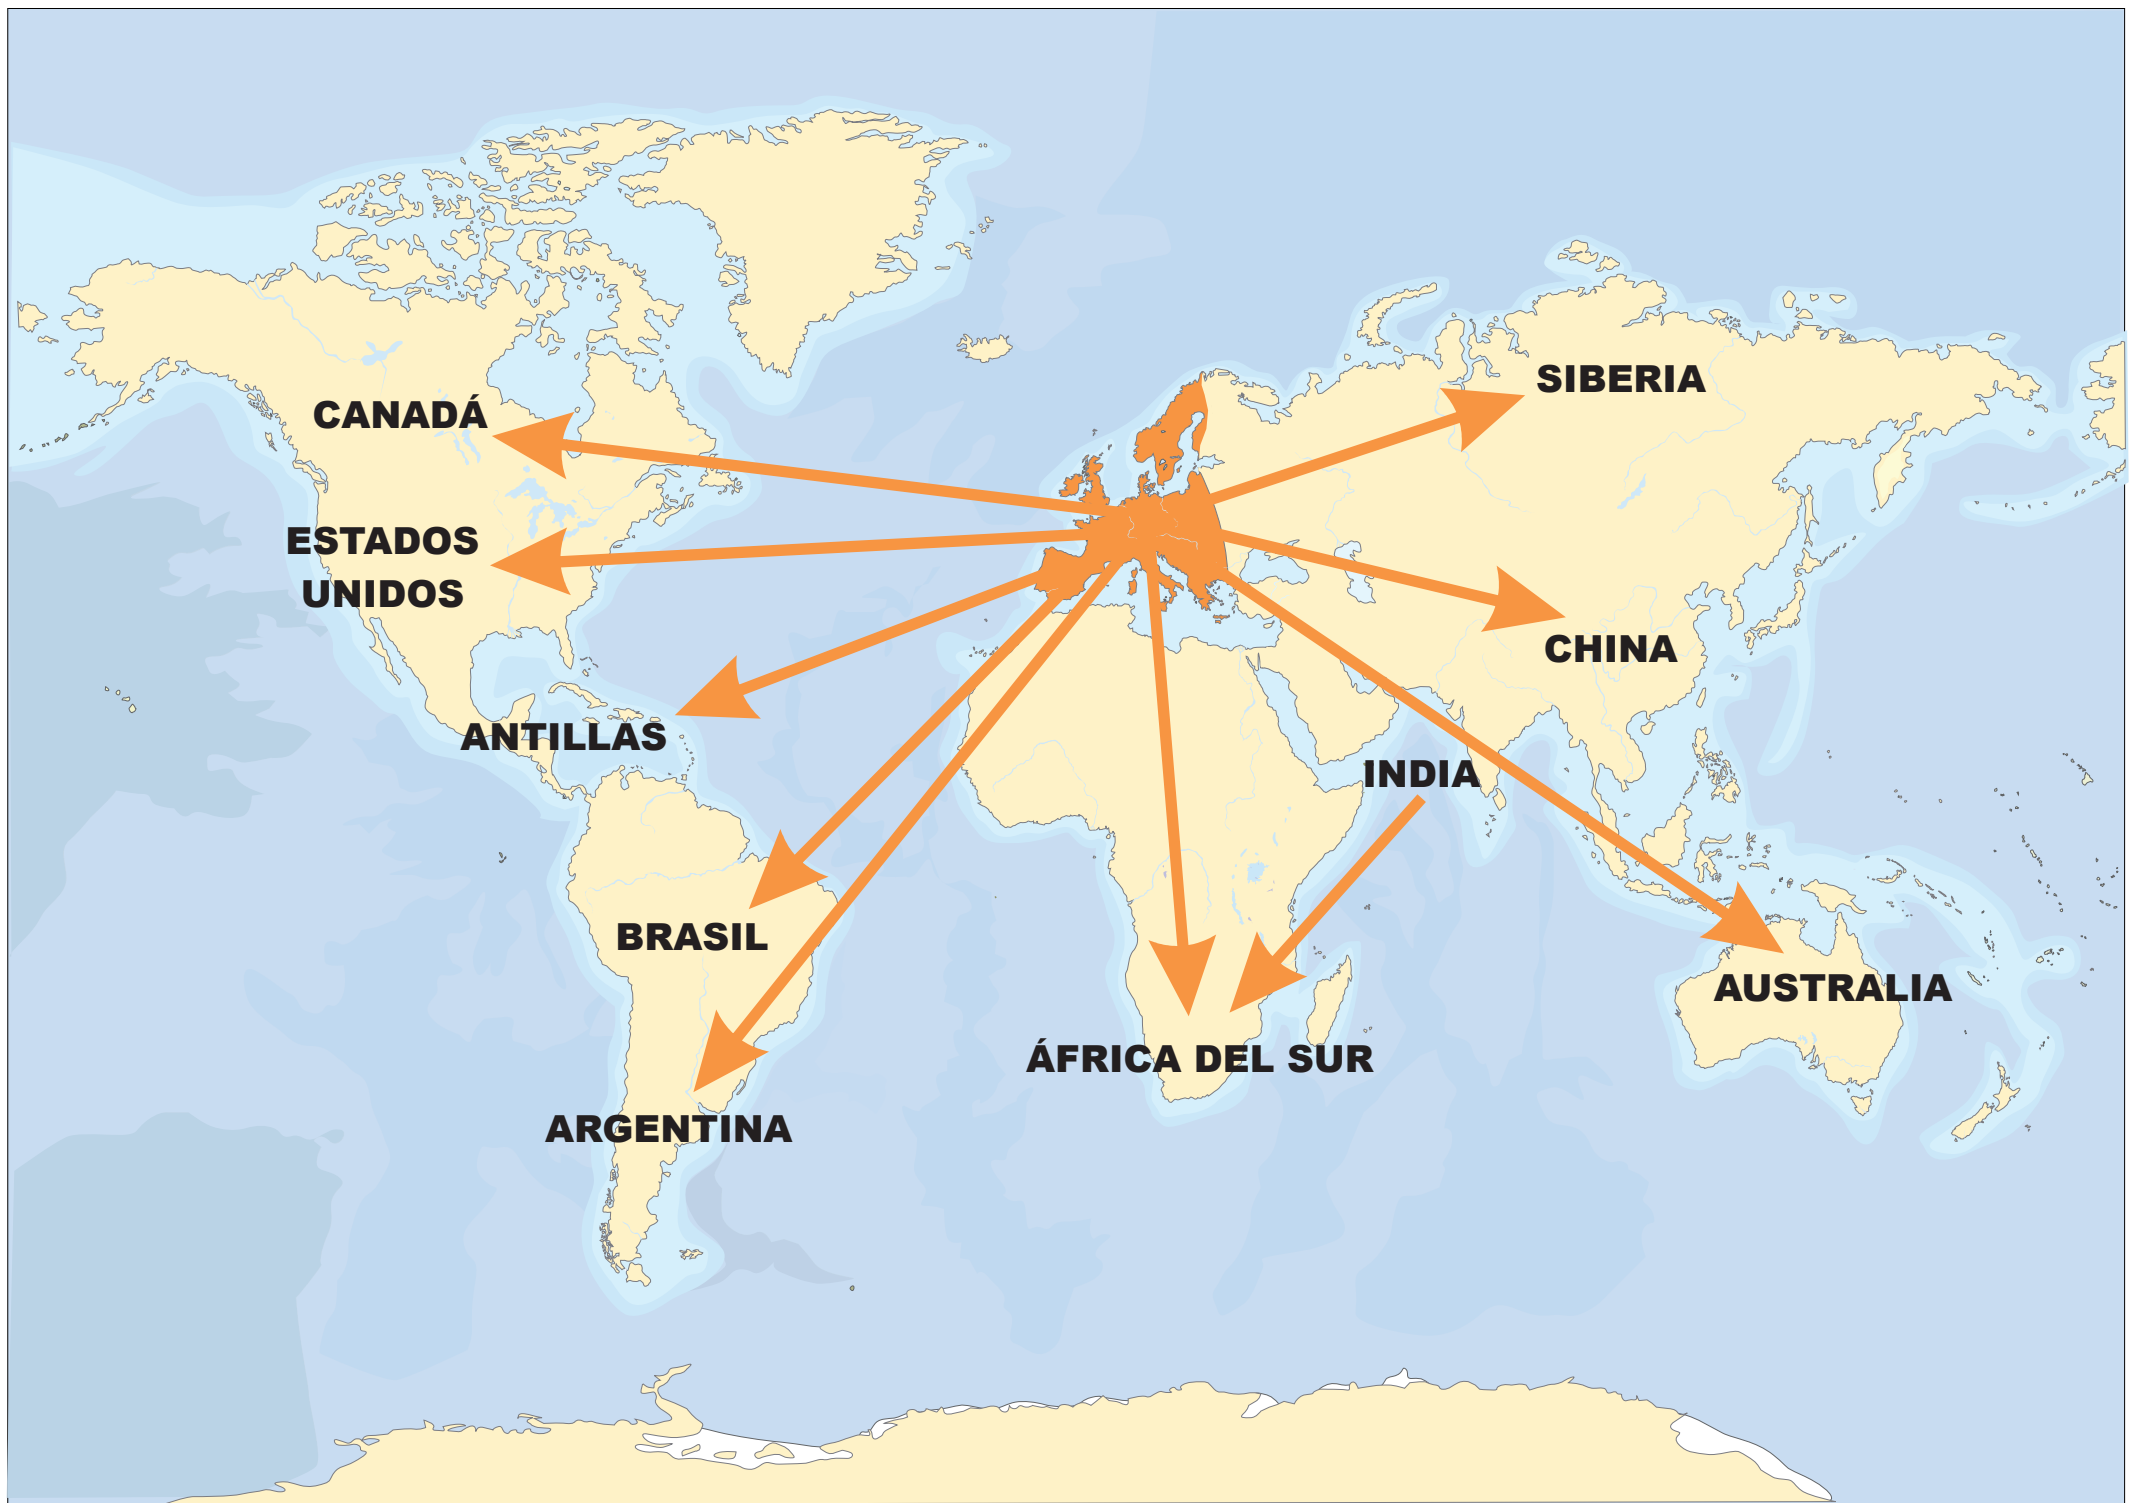 SIBERIA
CANADÁ
ESTADOS
UNIDOS
CHINA
ANTILLAS
INDIA
BRASIL
AUSTRALIA
ÁFRICA DEL SUR
ARGENTINA